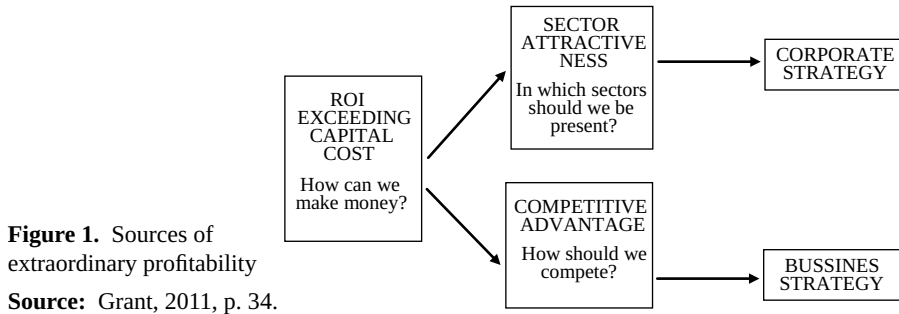 ROI
EXCEEDING
CAPITAL
COST
How can we
make money?
SECTOR
ATTRACTIVE
NESS
In which sectors
should we be
present?
CORPORATE
STRATEGY
COMPETITIVE
ADVANTAGE
How should we
compete?
BUSSINES
STRATEGY
Figure 1. Sources of
extraordinary profitability
Source: Grant, 2011, p. 34.